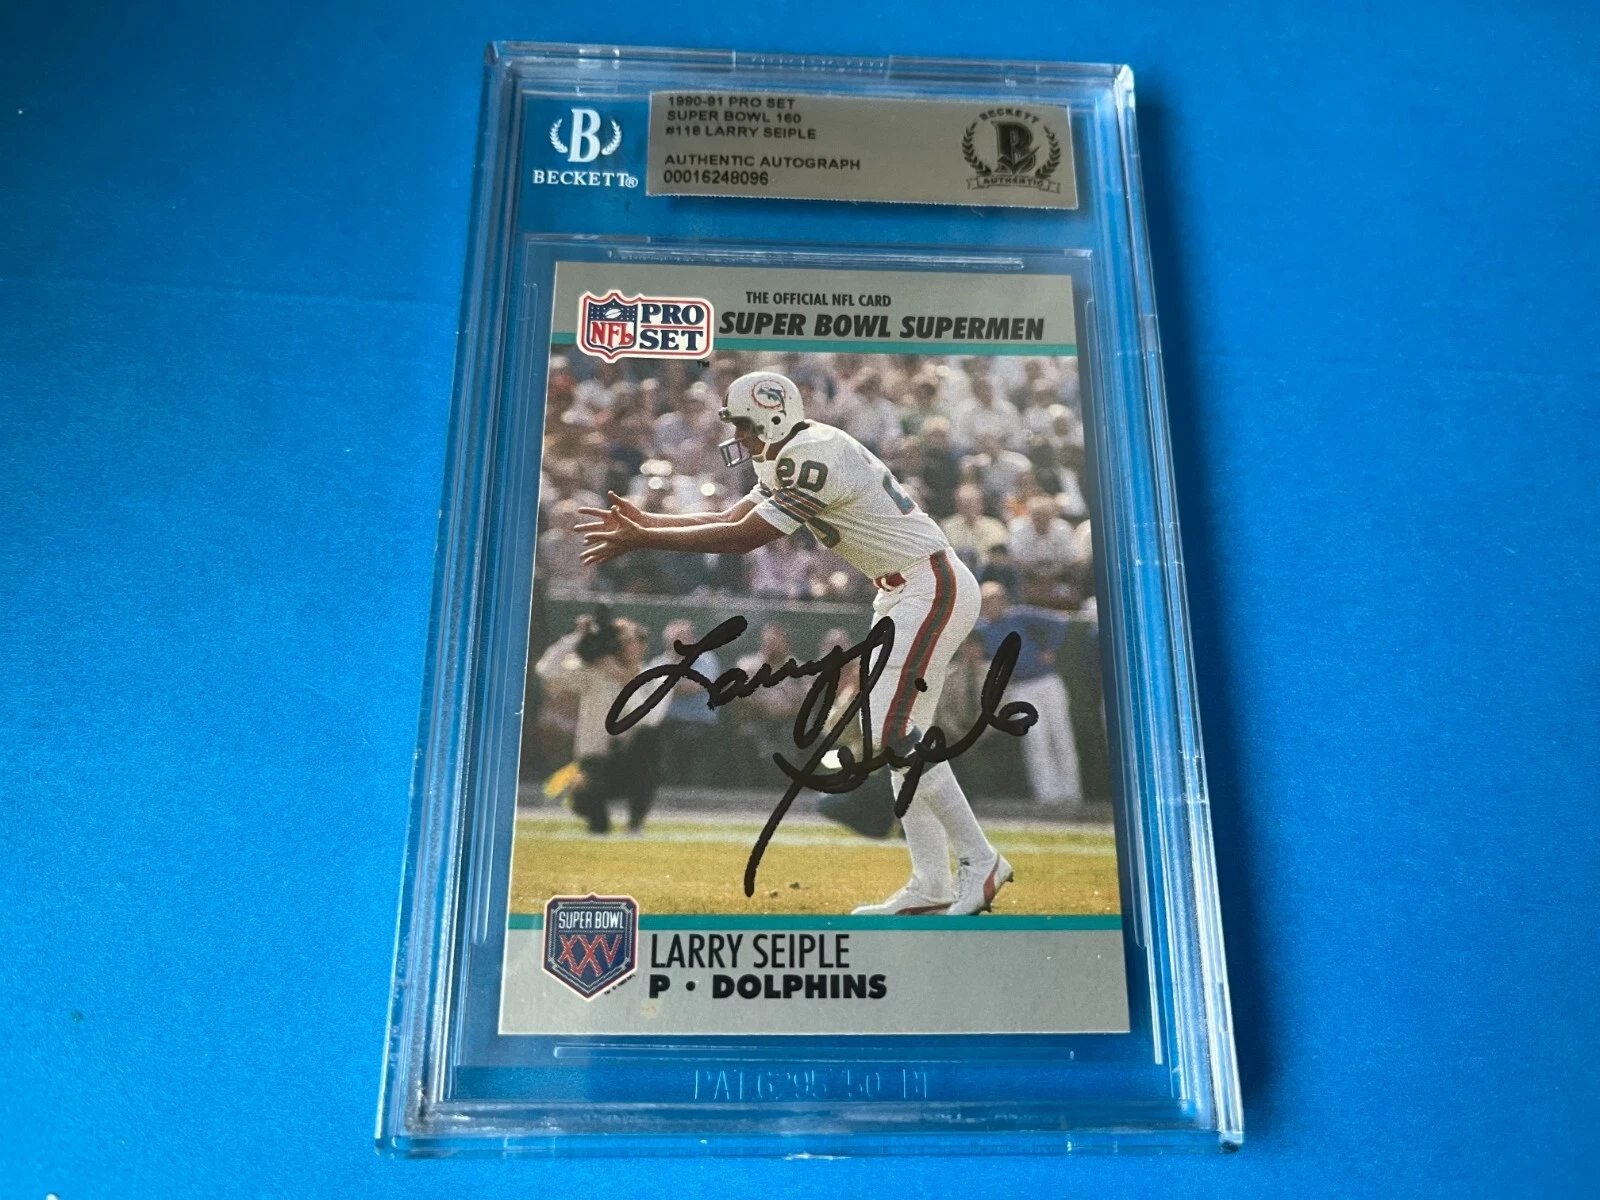 1990-91 PRO SET
SUPER BOWL 160
#118 LARRY SEIPLE
AUTHENTIC AUTOGRAPH
00016248096
B
BECKETT®
BECKETT
B
AUTHENTIC
THE OFFICIAL NFL CARD
SUPER BOWL SUPERMEN
NFL PRO SET
TM
20
Larry Seiple
SUPER BOWL
XXV
LARRY SEIPLE
P • DOLPHINS